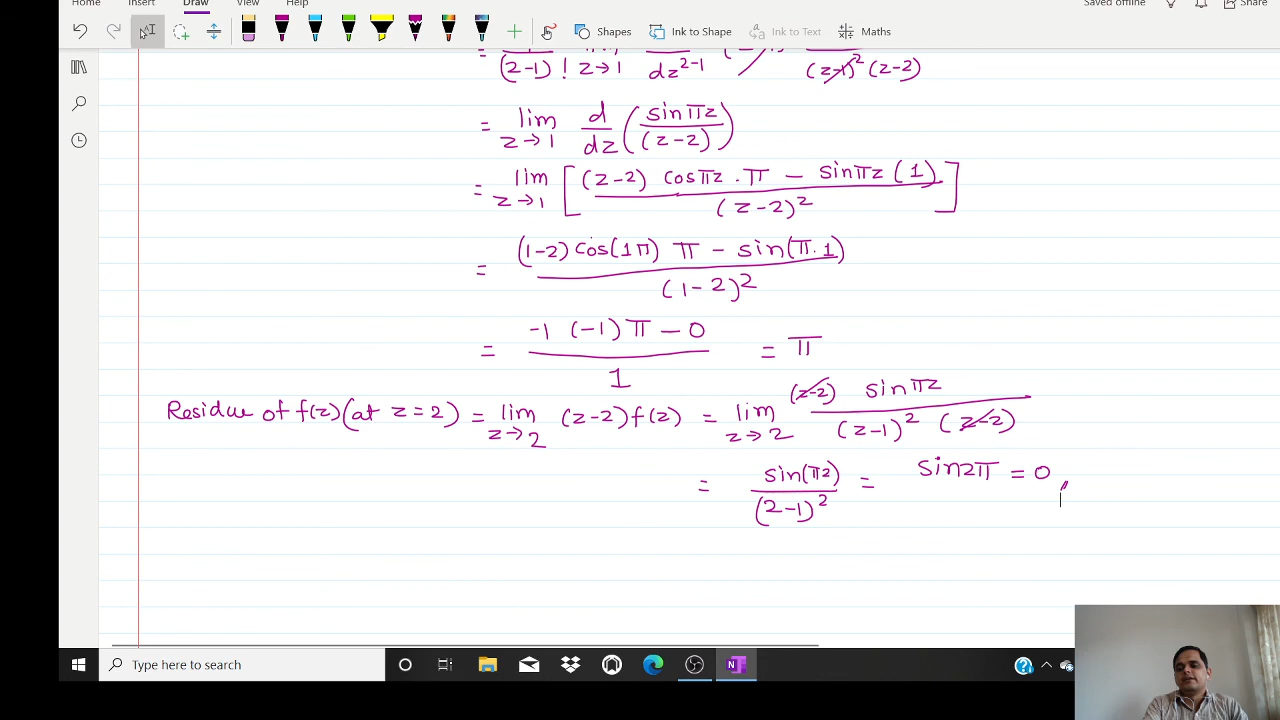 Home Insert Draw View Help Saved offline Share
Shapes Ink to Shape Ink to Text Maths
= (2-1)! z→1 dz^2-1 (z-1)^2 (z-2)
= lim z→1 d/dz (sinπz/(z-2))
= lim z→1 [(z-2) cosπz . π - sinπz (1) / (z-2)^2]
= (1-2) cos(1π) π - sin(π.1) / (1-2)^2
= -1 (-1) π - 0 / 1 = π
Residue of f(z) (at z=2) = lim z→2 (z-2) f(z) = lim z→2 (z-2) sinπz / (z-1)^2 (z-2)
= sin(π2) / (2-1)^2 = sin2π = 0 ,,
Type here to search